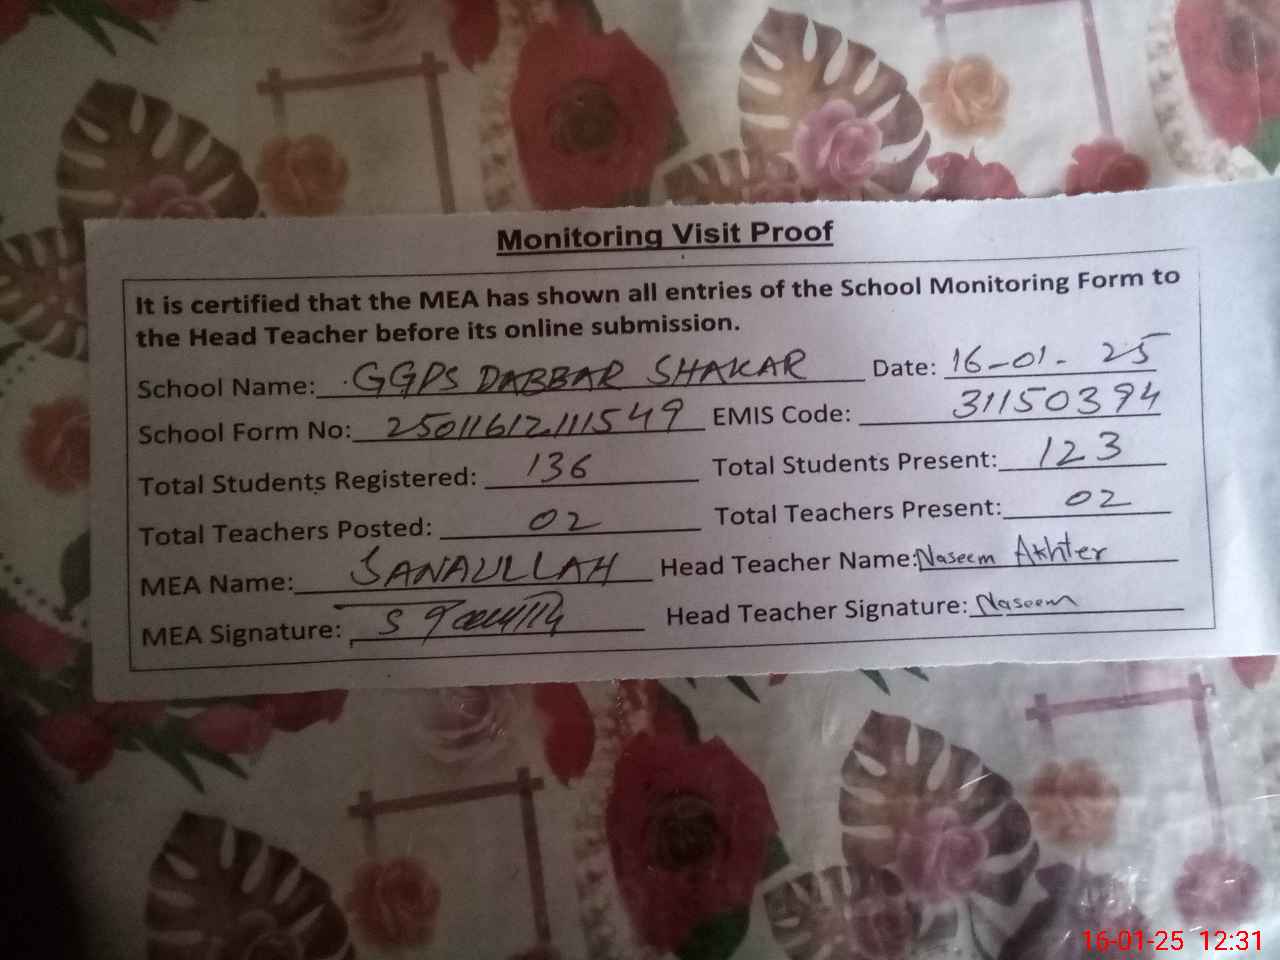 Monitoring Visit Proof
It is certified that the MEA has shown all entries of the School Monitoring Form to
the Head Teacher before its online submission.
School Name: GGPS DABBAR SHAKAR Date: 16-01-25
School Form No: 25011612111549 EMIS Code: 31150394
Total Students Registered: 136 Total Students Present: 123
Total Teachers Posted: 02 Total Teachers Present: 02
MEA Name: SANAULLAH Head Teacher Name: Naseem Akhter
MEA Signature: Head Teacher Signature: Naseem
16-01-25 12:31